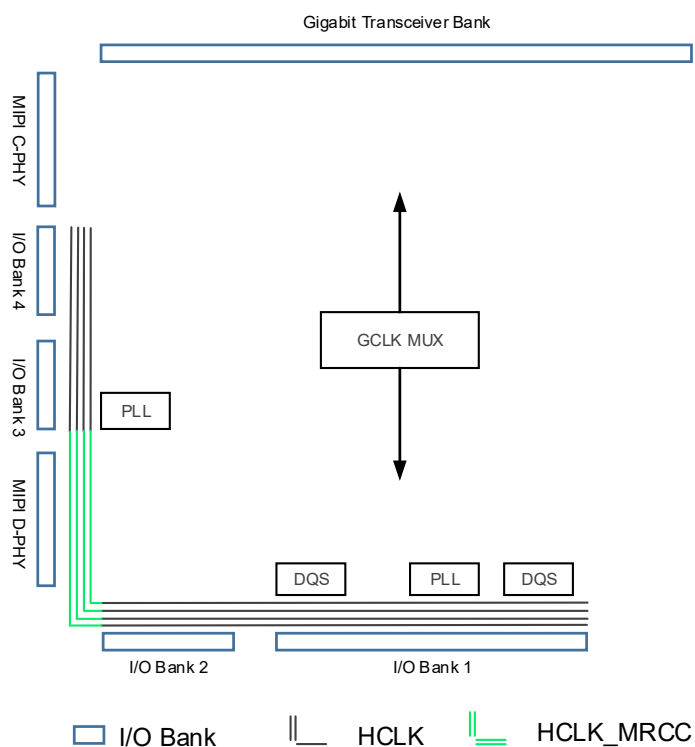 Gigabit Transceiver Bank
MIPI C-PHY
I/O Bank 4
GCLK MUX
I/O Bank 3
PLL
MIPI D-PHY
DQS
PLL
DQS
I/O Bank 2
I/O Bank 1
I/O Bank
HCLK
HCLK_MRCC